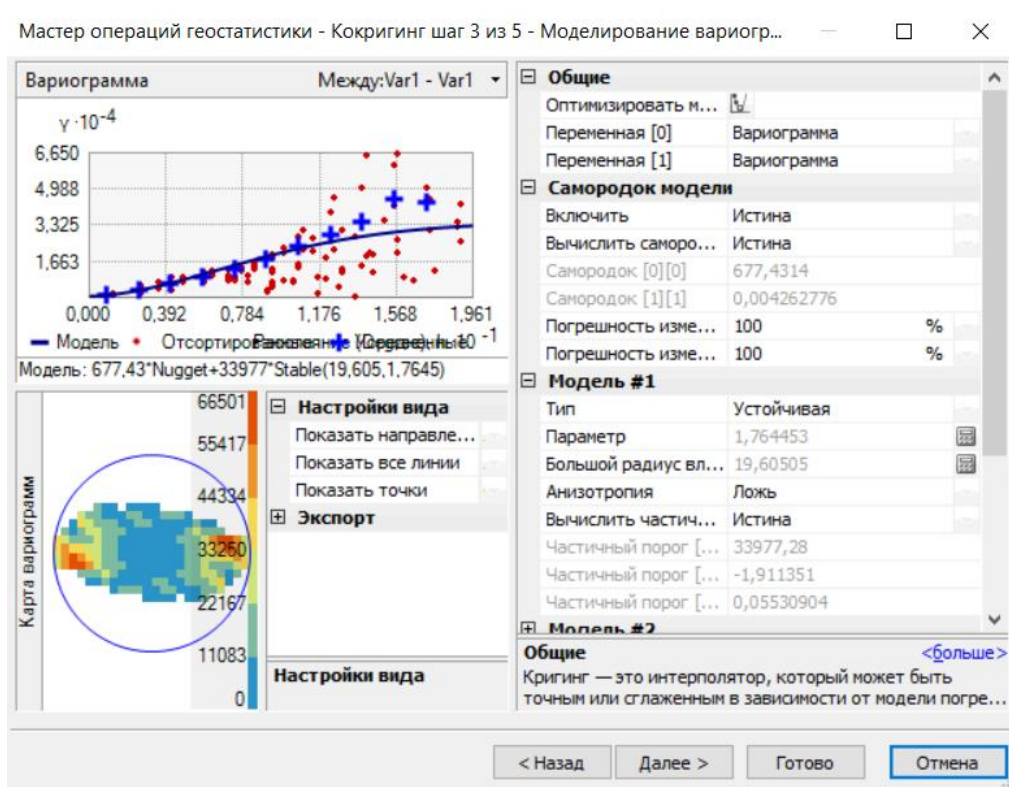 Мастер операций геостатистики - Кокригинг шаг 3 из 5 - Моделирование вариогр...
Вариограмма Между:Var1 - Var1
γ ·10-4
6,650
4,988
3,325
1,663
0,000 0,392 0,784 1,176 1,568 1,961
Модель
Модель: 677,43*Nugget+33977*Stable(19,605,1,7645)
Карта вариограмм
66501
55417
44334
33250
22167
11083
0
Настройки вида
Показать направле...
Показать все линии
Показать точки
Экспорт
Настройки вида
Общие
Оптимизировать м...
Переменная [0] Вариограмма
Переменная [1] Вариограмма
Самородок модели
Включить Истина
Вычислить саморо... Истина
Самородок [0][0] 677,4314
Самородок [1][1] 0,004262776
Погрешность изме... 100 %
Погрешность изме... 100 %
Модель #1
Тип Устойчивая
Параметр 1,764453
Большой радиус вл... 19,60505
Анизотропия Ложь
Вычислить частич... Истина
Частичный порог [... 33977,28
Частичный порог [... -1,911351
Частичный порог [... 0,05530904
Модель #2
Общие <больше>
Кригинг — это интерполятор, который может быть
точным или сглаженным в зависимости от модели погре...
< Назад Далее > Готово Отмена